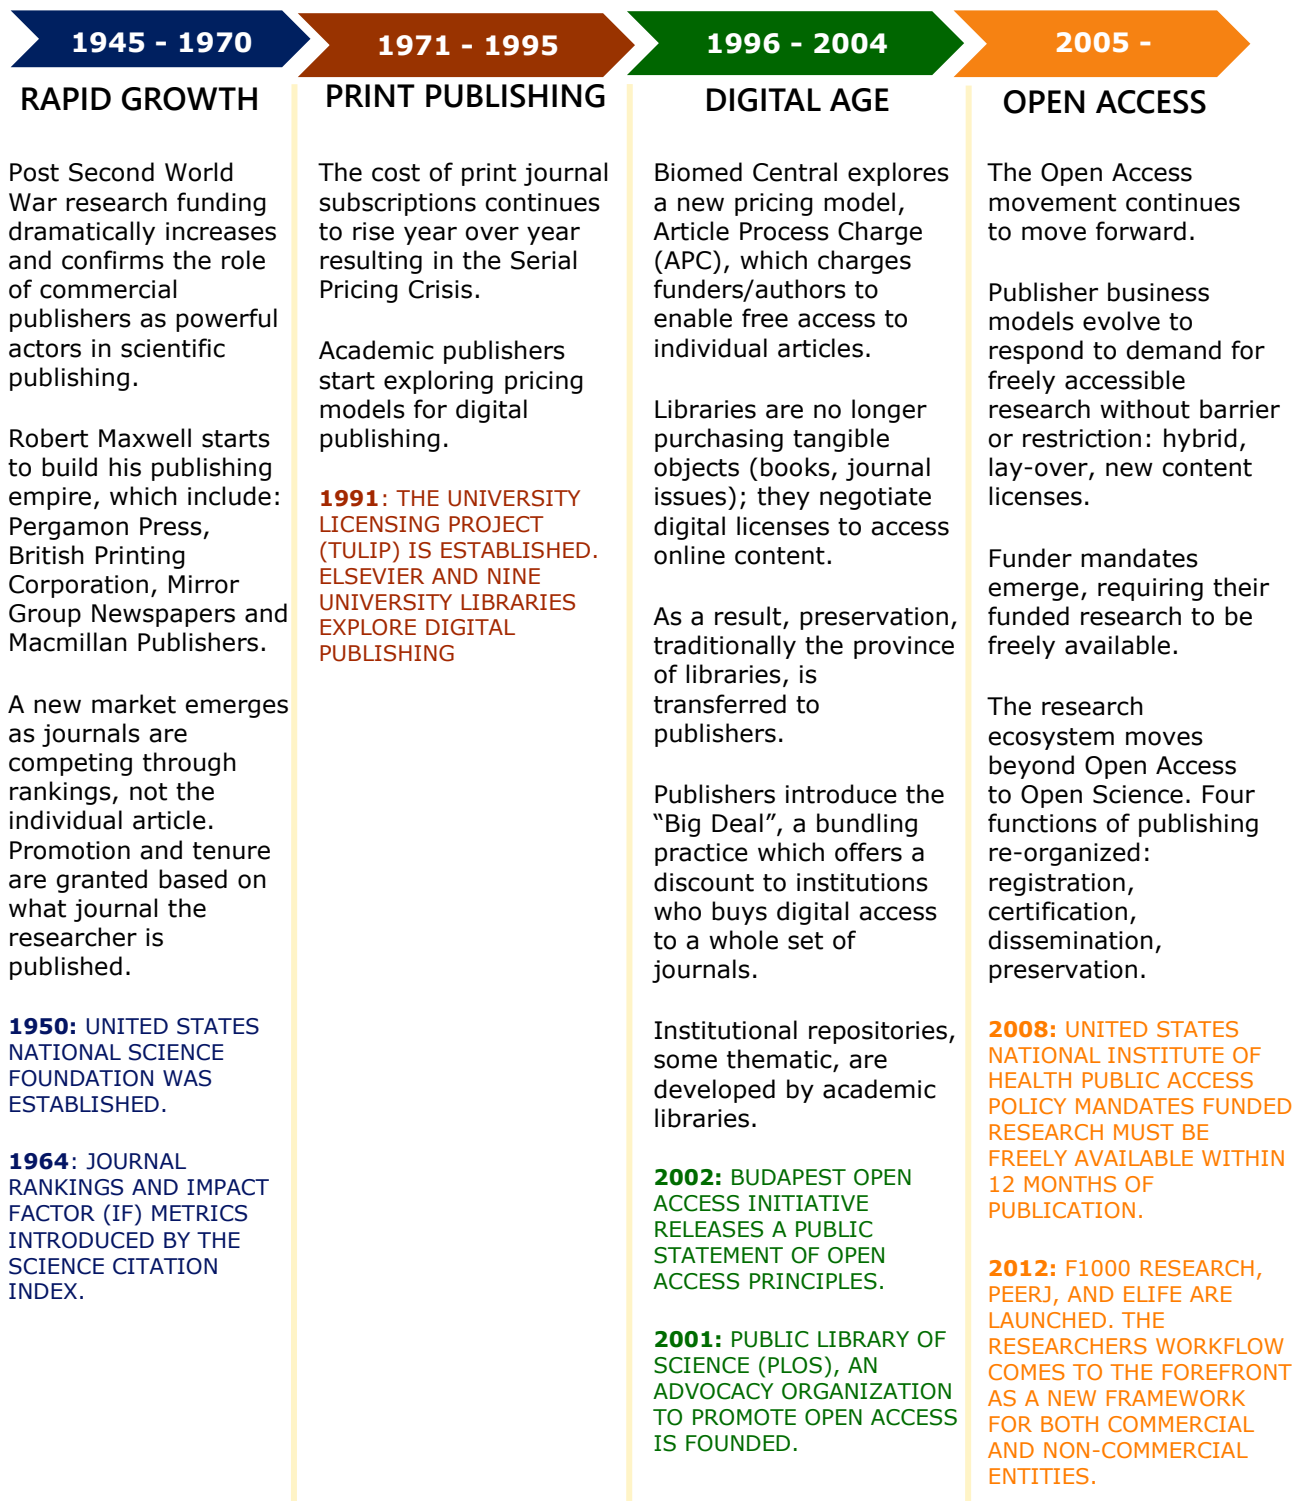 1945 - 1970
RAPID GROWTH
Post Second World
War research funding
dramatically increases
and confirms the role
of commercial
publishers as powerful
actors in scientific
publishing.
Robert Maxwell starts
to build his publishing
empire, which include:
Pergamon Press,
British Printing
Corporation, Mirror
Group Newspapers and
Macmillan Publishers.
A new market emerges
as journals are
competing through
rankings, not the
individual article.
Promotion and tenure
are granted based on
what journal the
researcher is
published.
1950: UNITED STATES
NATIONAL SCIENCE
FOUNDATION WAS
ESTABLISHED.
1964: JOURNAL
RANKINGS AND IMPACT
FACTOR (IF) METRICS
INTRODUCED BY THE
SCIENCE CITATION
INDEX.
1971 - 1995
PRINT PUBLISHING
The cost of print journal
subscriptions continues
to rise year over year
resulting in the Serial
Pricing Crisis.
Academic publishers
start exploring pricing
models for digital
publishing.
1991: THE UNIVERSITY
LICENSING PROJECT
(TULIP) IS ESTABLISHED.
ELSEVIER AND NINE
UNIVERSITY LIBRARIES
EXPLORE DIGITAL
PUBLISHING
1996 - 2004
DIGITAL AGE
Biomed Central explores
a new pricing model,
Article Process Charge
(APC), which charges
funders/authors to
enable free access to
individual articles.
Libraries are no longer
purchasing tangible
objects (books, journal
issues); they negotiate
digital licenses to access
online content.
As a result, preservation,
traditionally the province
of libraries, is
transferred to
publishers.
Publishers introduce the
“Big Deal”, a bundling
practice which offers a
discount to institutions
who buys digital access
to a whole set of
journals.
Institutional repositories,
some thematic, are
developed by academic
libraries.
2002: BUDAPEST OPEN
ACCESS INITIATIVE
RELEASES A PUBLIC
STATEMENT OF OPEN
ACCESS PRINCIPLES.
2001: PUBLIC LIBRARY OF
SCIENCE (PLOS), AN
ADVOCACY ORGANIZATION
TO PROMOTE OPEN ACCESS
IS FOUNDED.
2005 -
OPEN ACCESS
The Open Access
movement continues
to move forward.
Publisher business
models evolve to
respond to demand for
freely accessible
research without barrier
or restriction: hybrid,
lay-over, new content
licenses.
Funder mandates
emerge, requiring their
funded research to be
freely available.
The research
ecosystem moves
beyond Open Access
to Open Science. Four
functions of publishing
re-organized:
registration,
certification,
dissemination,
preservation.
2008: UNITED STATES
NATIONAL INSTITUTE OF
HEALTH PUBLIC ACCESS
POLICY MANDATES FUNDED
RESEARCH MUST BE
FREELY AVAILABLE WITHIN
12 MONTHS OF
PUBLICATION.
2012: F1000 RESEARCH,
PEERJ, AND ELIFE ARE
LAUNCHED. THE
RESEARCHERS WORKFLOW
COMES TO THE FOREFRONT
AS A NEW FRAMEWORK
FOR BOTH COMMERCIAL
AND NON-COMMERCIAL
ENTITIES.